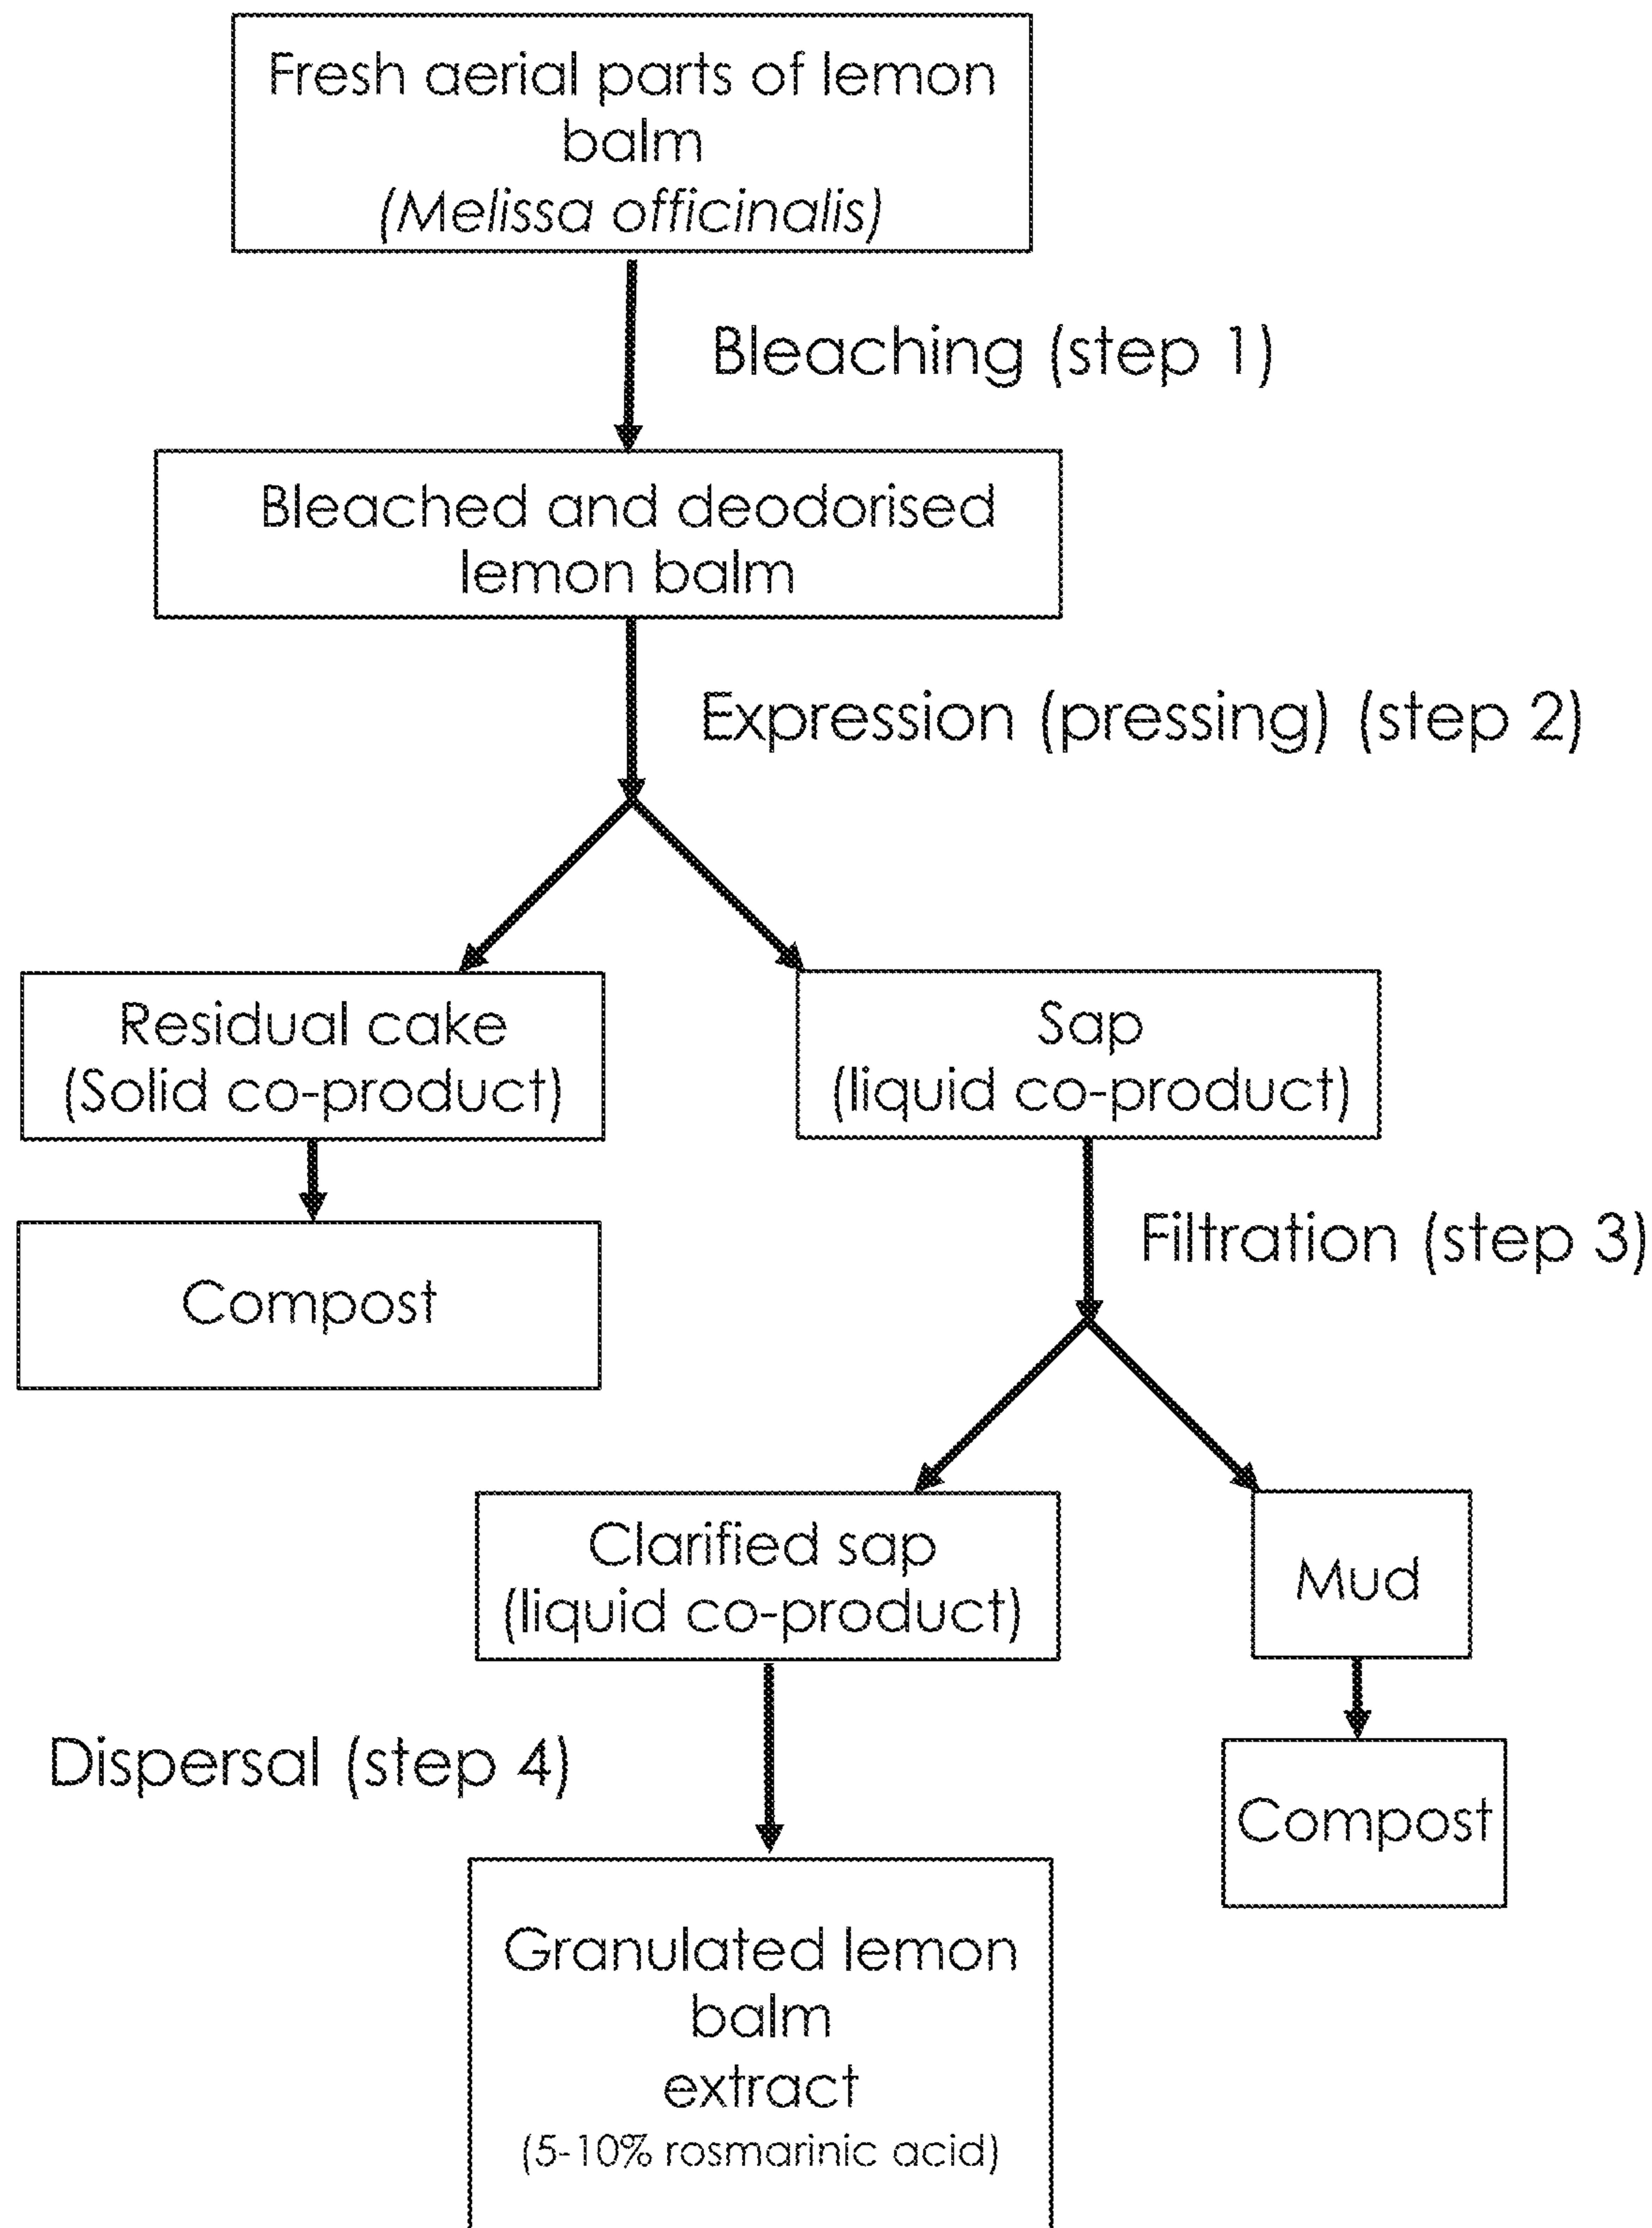 Fresh aerial parts of lemon
balm
(Melissa officinalis)
Bleaching (step 1)
Bleached and deodorised
lemon balm
Expression (pressing) (step 2)
Residual cake
(Solid co-product)
Sap
(liquid co-product)
Compost
Filtration (step 3)
Clarified sap
(liquid co-product)
Mud
Dispersal (step 4)
Compost
Granulated lemon
balm
extract
(5-10% rosmarinic acid)